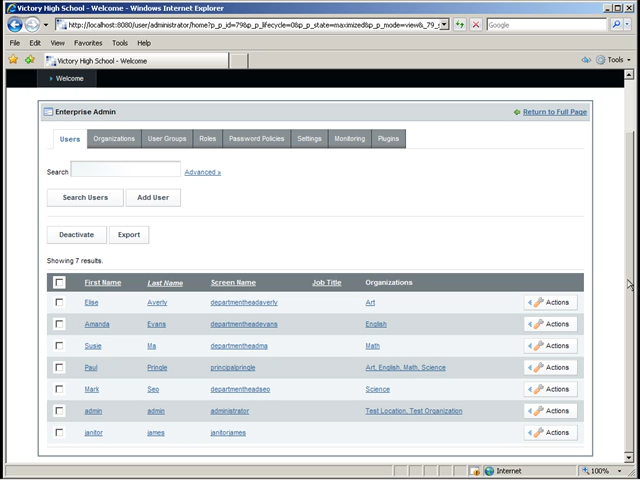 Victory High School - Welcome - Windows Internet Explorer
http://localhost:8080/user/administrator/home?p_p_id=79&p_p_lifecycle=0&p_p_state=maximized&p_p_mode=view&_79_
Google
File Edit View Favorites Tools Help
Victory High School - Welcome
Tools
Welcome
Enterprise Admin
Return to Full Page
Users Organizations User Groups Roles Password Policies Settings Monitoring Plugins
Search
Advanced »
Search Users Add User
Deactivate Export
Showing 7 results.
First Name Last Name Screen Name Job Title Organizations
Elise Averly departmentheadaverly Art Actions
Amanda Evans departmentheadevans English Actions
Susie Ma departmentheadma Math Actions
Paul Pringle principalpringle Art, English, Math, Science Actions
Mark Seo departmentheadseo Science Actions
admin admin administrator Test Location, Test Organization Actions
janitor james janitorjames Actions
Internet
100%